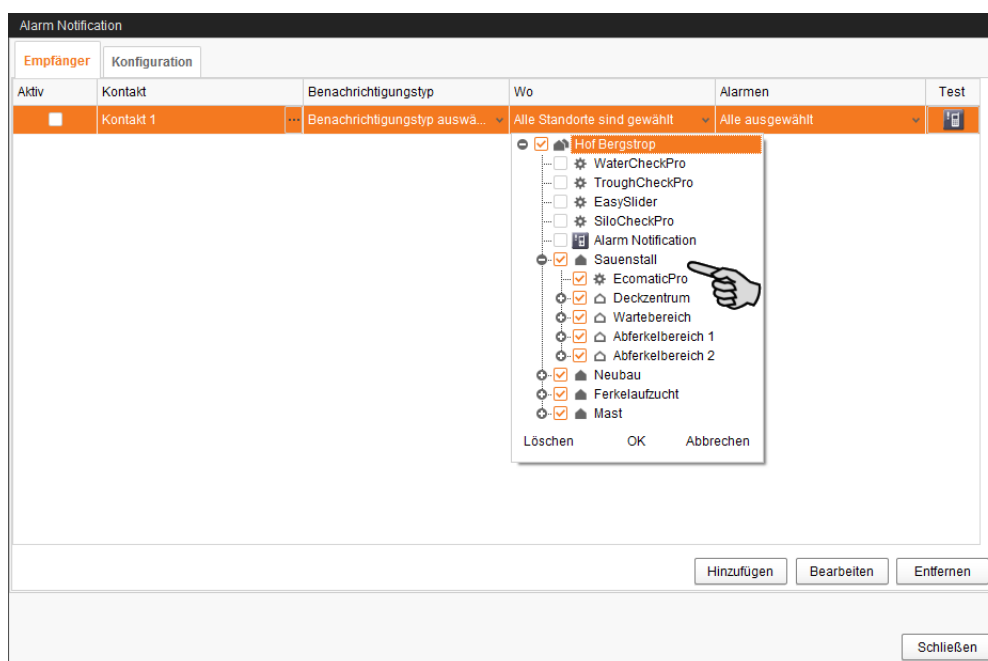 Alarm Notification
Empfänger Konfiguration
Aktiv Kontakt Benachrichtigungstyp Wo Alarmen Test
Kontakt 1 ... Benachrichtigungstyp auswä... Alle Standorte sind gewählt Alle ausgewählt
Hof Bergstrop
WaterCheckPro
TroughCheckPro
EasySlider
SiloCheckPro
Alarm Notification
Sauenstall
EcomaticPro
Deckzentrum
Wartebereich
Abferkelbereich 1
Abferkelbereich 2
Neubau
Ferkelaufzucht
Mast
Löschen OK Abbrechen
Hinzufügen Bearbeiten Entfernen
Schließen